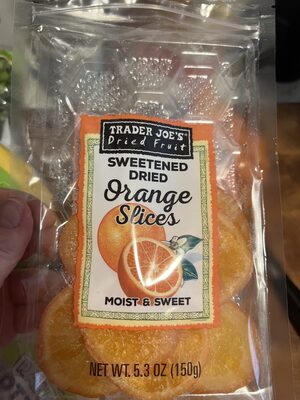 TRADER JOE'S
Dried Fruit
SWEETENED
DRIED
Orange
Slices
MOIST & SWEET
NET WT. 5.3 OZ (150g)